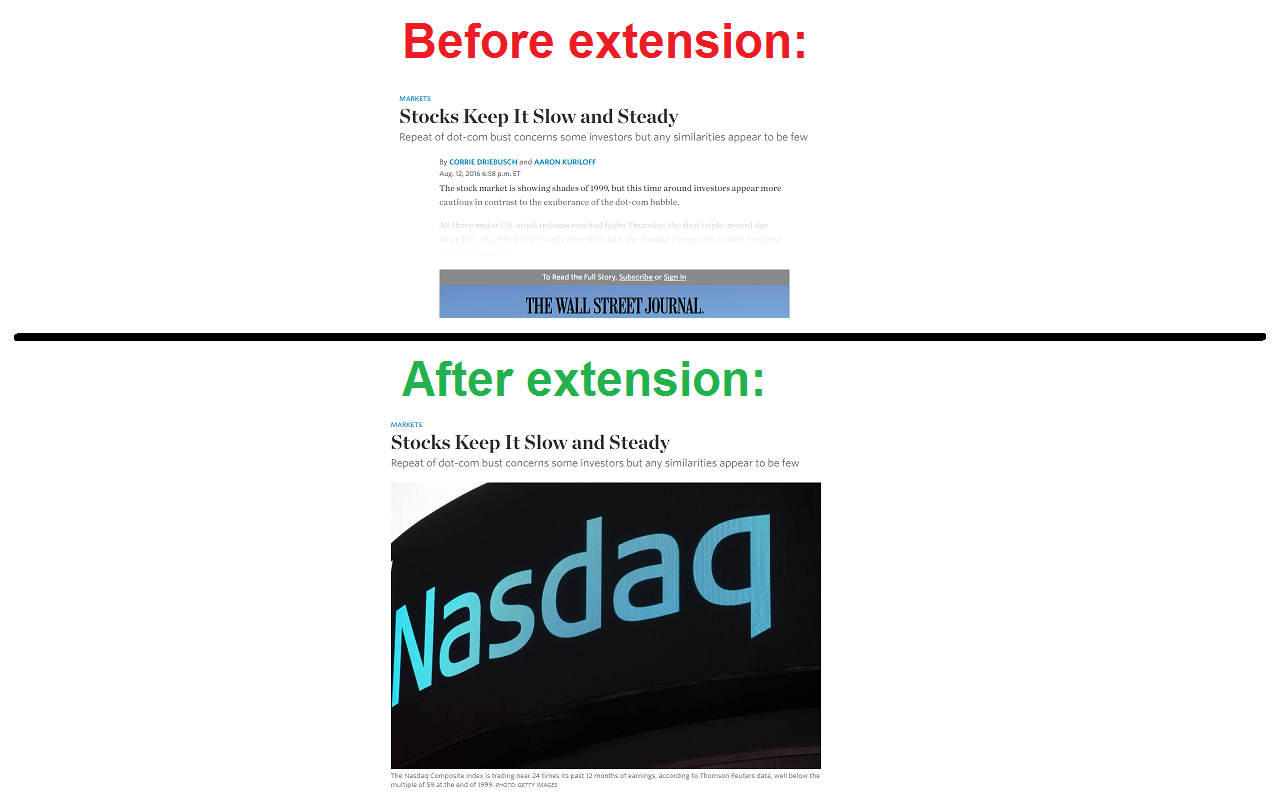 Before extension:
MARKETS
Stocks Keep It Slow and Steady
Repeat of dot-com bust concerns some investors but any similarities appear to be few
By CORRIE DRIEBUSCH and AARON KURILOFF
Aug. 12, 2016 6:58 p.m. ET
The stock market is showing shades of 1999, but this time around investors appear more
cautious in contrast to the exuberance of the dot-com bubble.
All three major U.S. stock indexes reached highs Thursday, the first triple-record day
since Dec. 31, 1999. But 10 weeks after that date, the Nasdaq Composite peaked, tumbled
To Read the Full Story, Subscribe or Sign In
THE WALL STREET JOURNAL.
After extension:
MARKETS
Stocks Keep It Slow and Steady
Repeat of dot-com bust concerns some investors but any similarities appear to be few
Nasdaq
The Nasdaq Composite Index is trading near 24 times its past 12 months of earnings, according to Thomson Reuters data, well below the
multiple of 59 at the end of 1999. PHOTO: GETTY IMAGES